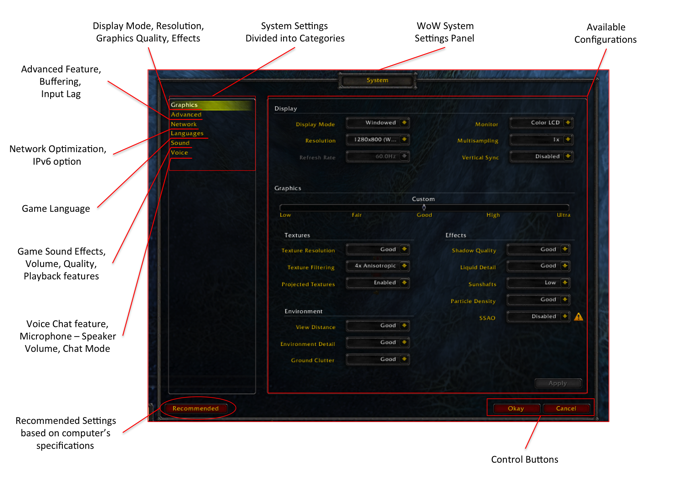 Display Mode, Resolution,
Graphics Quality, Effects
System Settings
Divided into Categories
WoW System
Settings Panel
Available
Configurations
Advanced Feature,
Buffering,
Input Lag
Network Optimization,
IPv6 option
Game Language
Game Sound Effects,
Volume, Quality,
Playback features
Voice Chat feature,
Microphone – Speaker
Volume, Chat Mode
Recommended Settings
based on computer's
specifications
System
Graphics
Advanced
Network
Languages
Sound
Voice
Display
Display Mode Windowed Monitor Color LCD
Resolution 1280x800 (W... Multisampling 1x
Refresh Rate 60.0Hz Vertical Sync Disabled
Graphics
Custom
Low Fair Good High Ultra
Textures Effects
Texture Resolution Good Shadow Quality Good
Texture Filtering 4x Anisotropic Liquid Detail Good
Projected Textures Enabled Sunshafts Low
Particle Density Good
SSAO Disabled
Environment
View Distance Good
Environment Detail Good
Ground Clutter Good
Apply
Recommended Okay Cancel
Control Buttons